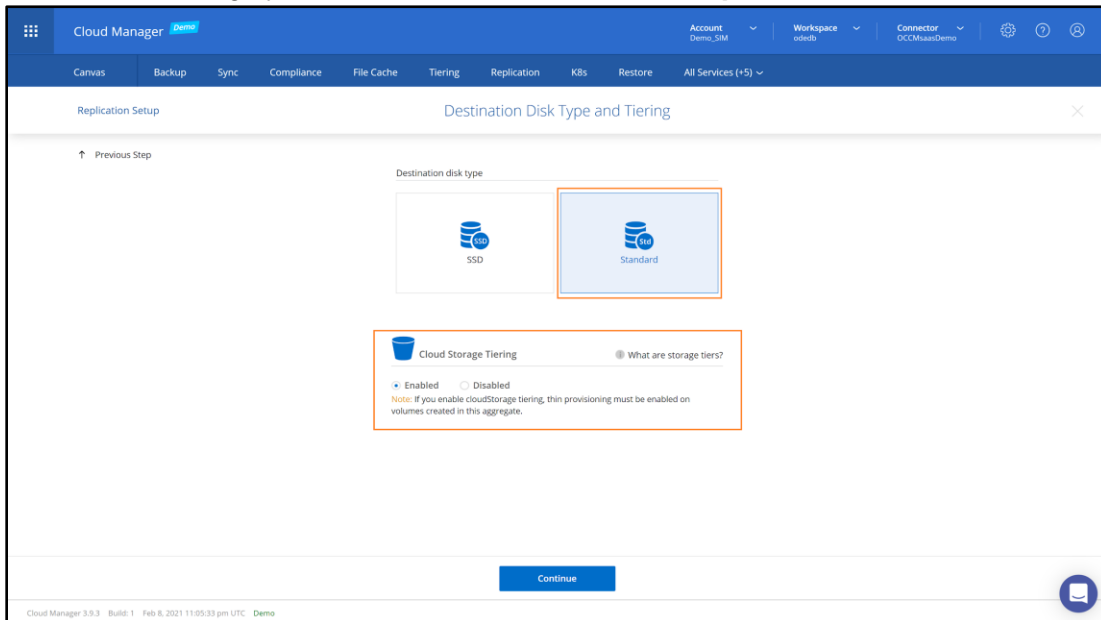 Cloud Manager Demo
Account
Demo_SIM
Workspace
odedb
Connector
OCCMsaasDemo
Canvas Backup Sync Compliance File Cache Tiering Replication K8s Restore All Services (+5)
Replication Setup
Destination Disk Type and Tiering
Previous Step
Destination disk type
SSD
SSD
Std
Standard
Cloud Storage Tiering
What are storage tiers?
Enabled Disabled
Note: If you enable cloudStorage tiering, thin provisioning must be enabled on
volumes created in this aggregate.
Continue
Cloud Manager 3.9.3 Build: 1 Feb 8, 2021 11:05:33 pm UTC Demo